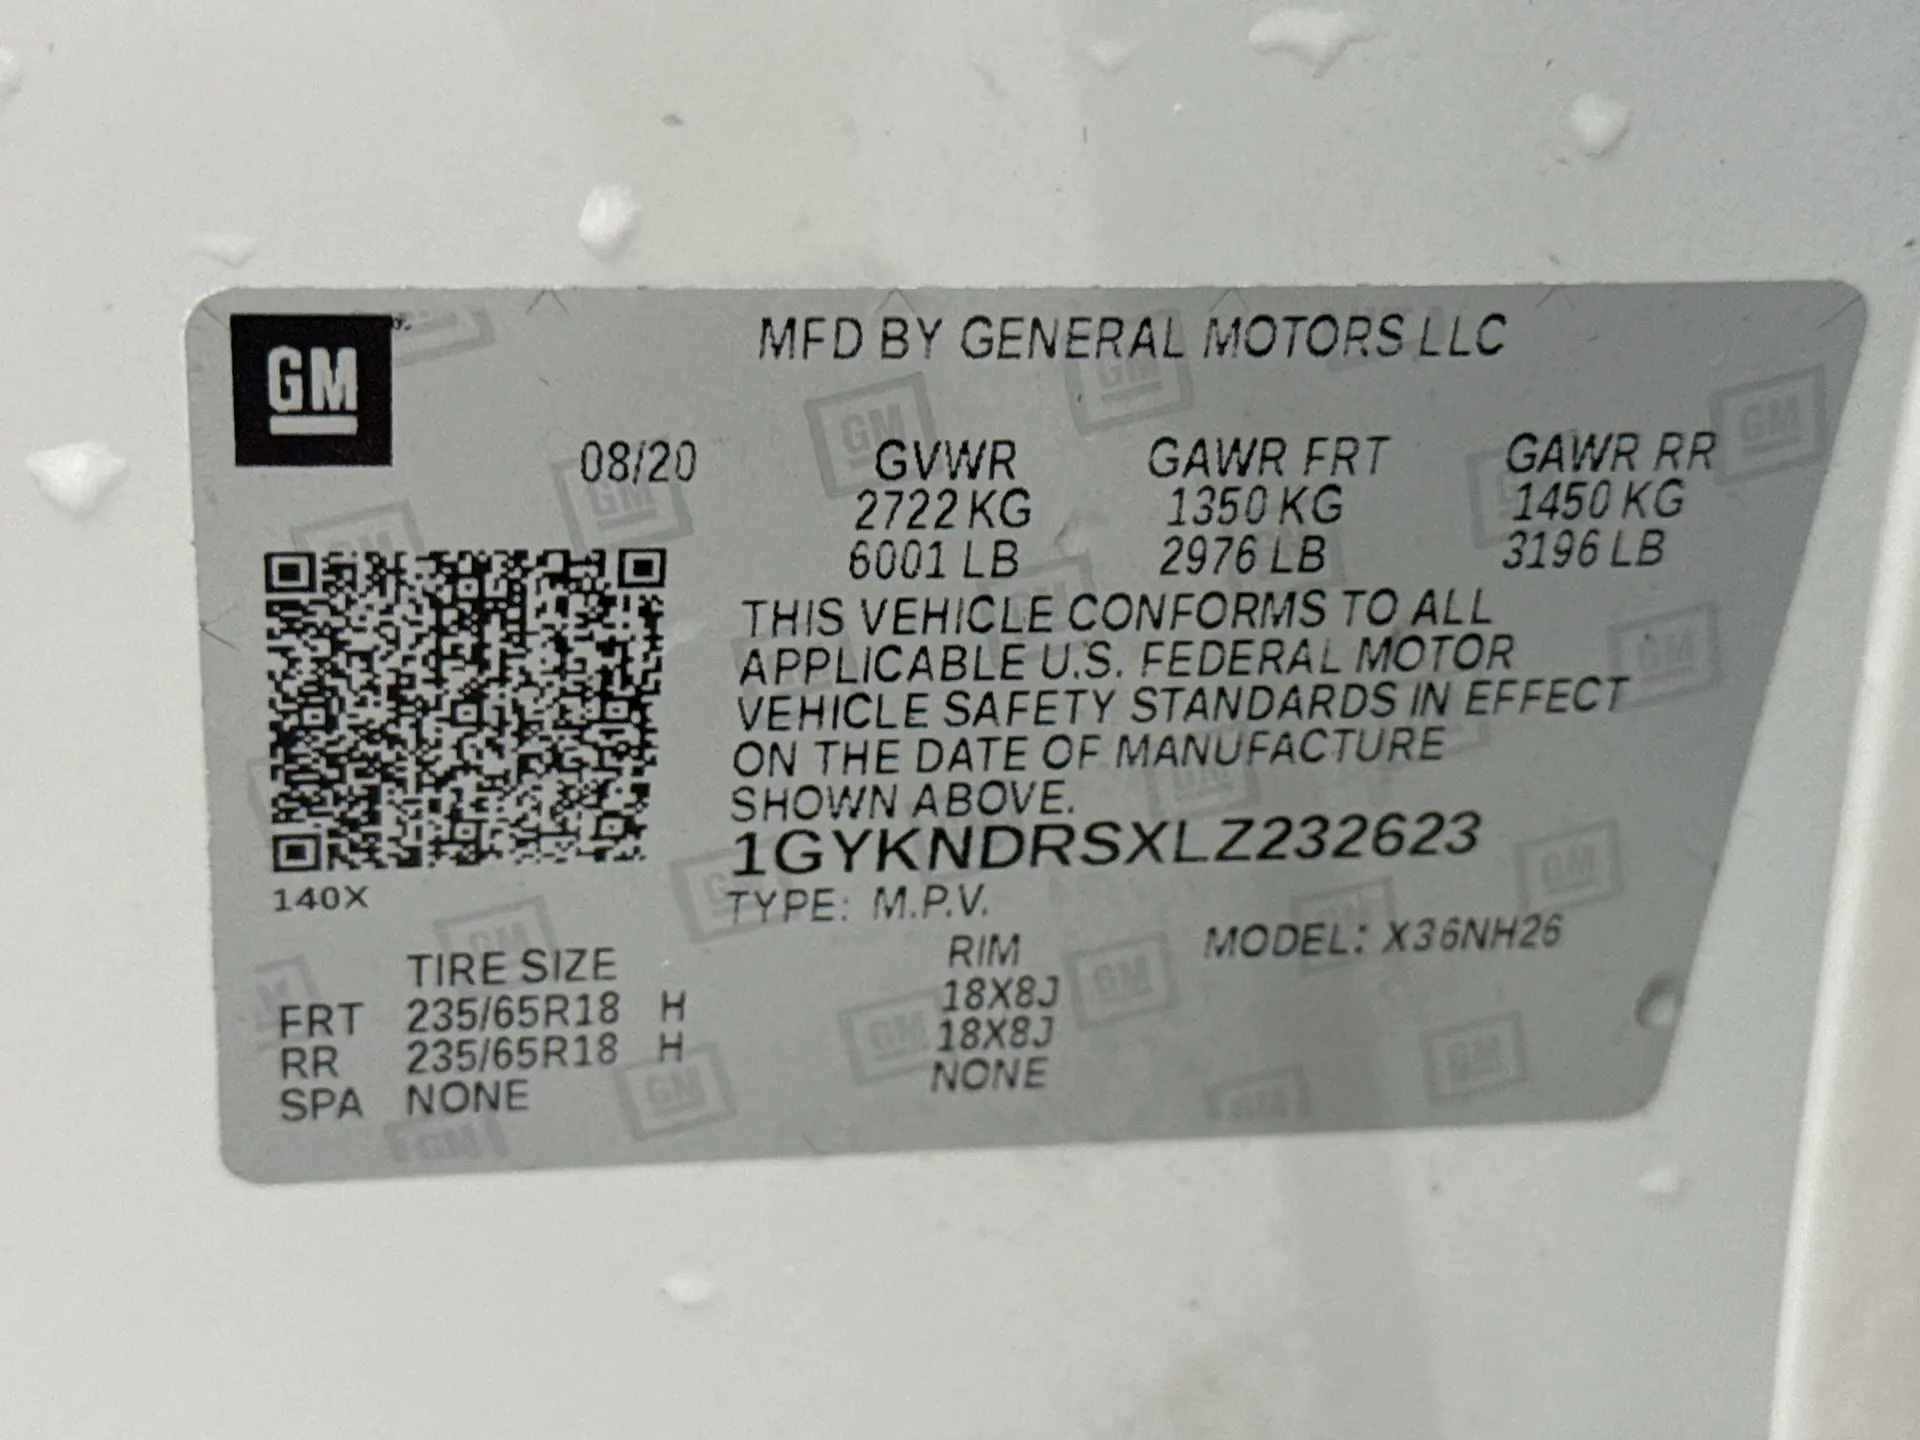 GM
MFD BY GENERAL MOTORS LLC
08/20 GVWR GAWR FRT GAWR RR
2722 KG 1350 KG 1450 KG
6001 LB 2976 LB 3196 LB
THIS VEHICLE CONFORMS TO ALL
APPLICABLE U.S. FEDERAL MOTOR
VEHICLE SAFETY STANDARDS IN EFFECT
ON THE DATE OF MANUFACTURE
SHOWN ABOVE.
1GYKNDRSXLZ232623
140X
TYPE: M.P.V.
MODEL: X36NH26
TIRE SIZE RIM
FRT 235/65R18 H 18X8J
RR 235/65R18 H 18X8J
SPA NONE NONE